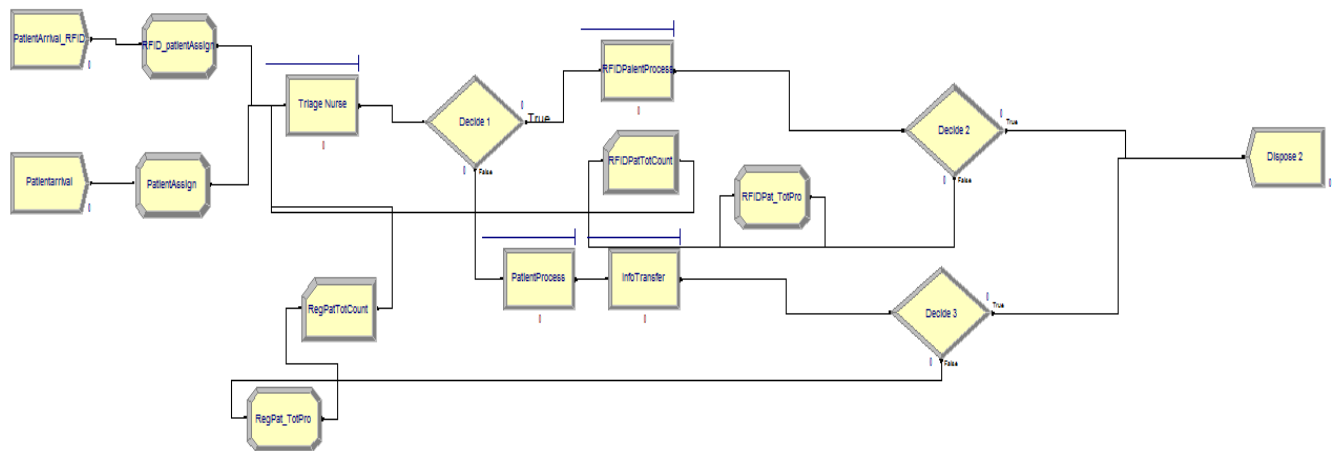 PatientArrival_RFID
RFID_patientAssign
Triage Nurse
Decide 1
True
False
RFIDPatentProcess
Decide 2
True
False
Dispose 2
Patientarrival
PatientAssign
RFIDPatTotCount
RFIDPat_TotPro
PatientProcess
InfoTransfer
Decide 3
True
False
RegPatTotCount
RegPat_TotPro